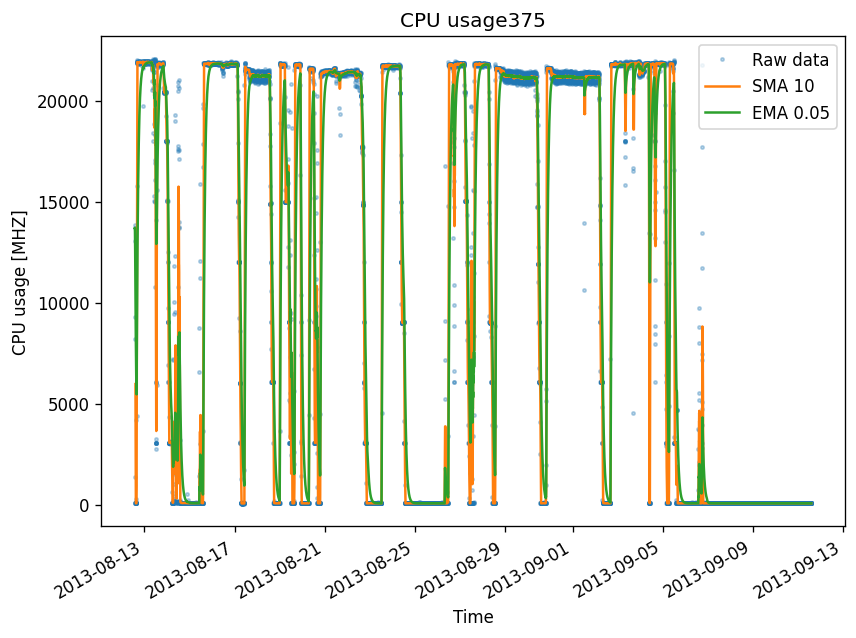 CPU usage375
Raw data
SMA 10
EMA 0.05
CPU usage [MHZ]
20000
15000
10000
5000
0
2013-08-13
2013-08-17
2013-08-21
2013-08-25
2013-08-29
2013-09-01
2013-09-05
2013-09-09
2013-09-13
Time